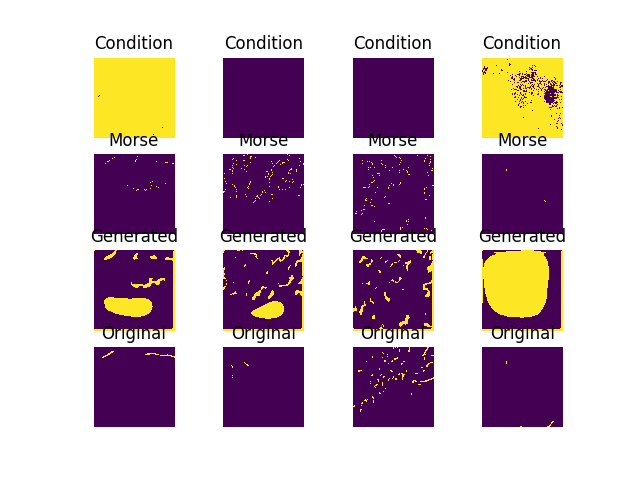 Condition Condition Condition Condition
Morse Morse Morse Morse
Generated Generated Generated Generated
Original Original Original Original